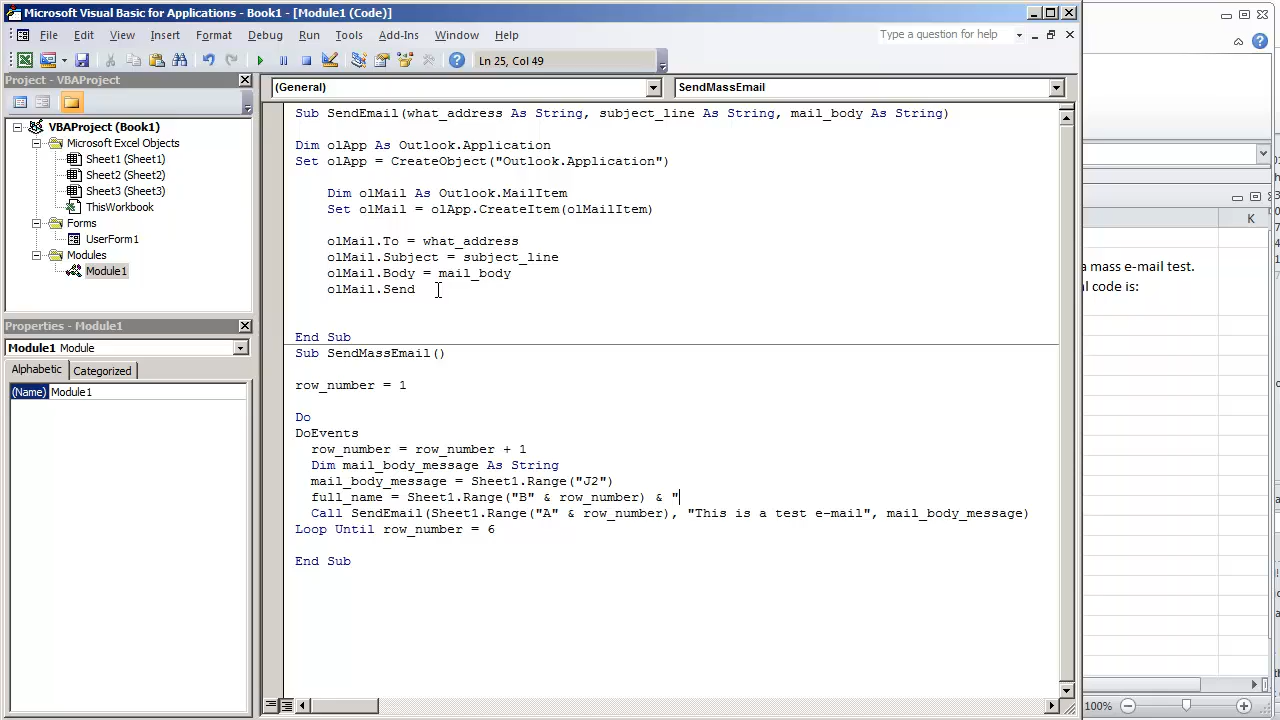 Microsoft Visual Basic for Applications - Book1 - [Module1 (Code)]
File Edit View Insert Format Debug Run Tools Add-Ins Window Help
Type a question for help
Ln 25, Col 49
Project - VBAProject
(General)
SendMassEmail
VBAProject (Book1)
Microsoft Excel Objects
Sheet1 (Sheet1)
Sheet2 (Sheet2)
Sheet3 (Sheet3)
ThisWorkbook
Forms
UserForm1
Modules
Module1
Properties - Module1
Module1 Module
Alphabetic Categorized
(Name) Module1
Sub SendEmail(what_address As String, subject_line As String, mail_body As String)
Dim olApp As Outlook.Application
Set olApp = CreateObject("Outlook.Application")
Dim olMail As Outlook.MailItem
Set olMail = olApp.CreateItem(olMailItem)
olMail.To = what_address
olMail.Subject = subject_line
olMail.Body = mail_body
olMail.Send
End Sub
Sub SendMassEmail()
row_number = 1
Do
DoEvents
row_number = row_number + 1
Dim mail_body_message As String
mail_body_message = Sheet1.Range("J2")
full_name = Sheet1.Range("B" & row_number) & "
Call SendEmail(Sheet1.Range("A" & row_number), "This is a test e-mail", mail_body_message)
Loop Until row_number = 6
End Sub
K
a mass e-mail test.
l code is:
100%